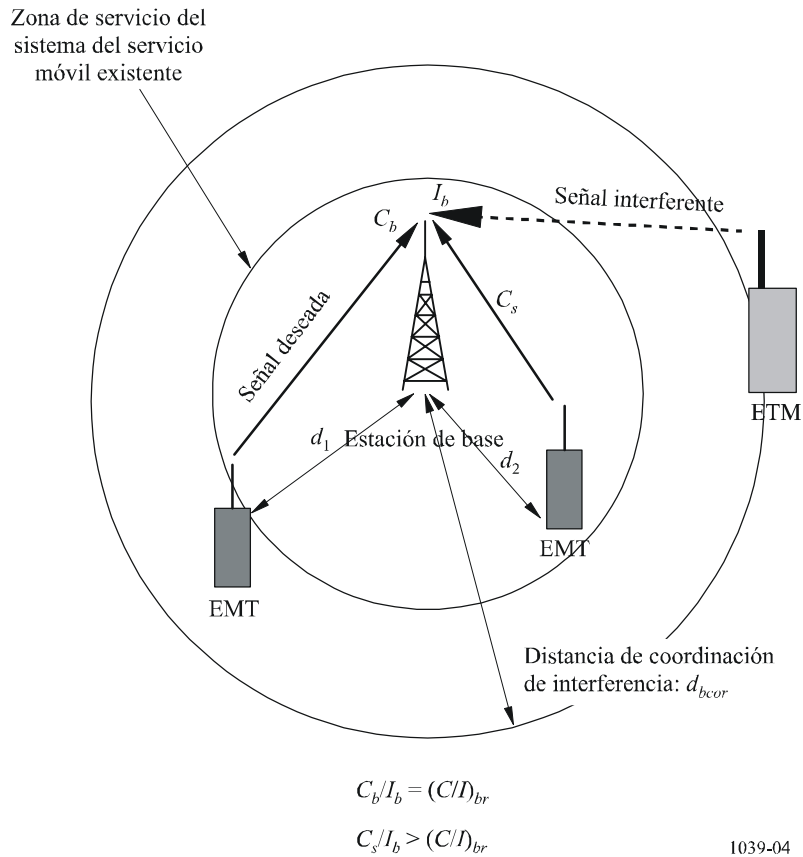 Zona de servicio del
sistema del servicio
móvil existente
I_b
Señal interferente
C_b
C_s
Señal deseada
ETM
d_1 Estación de base
d_2
EMT
EMT
Distancia de coordinación
de interferencia: d_bcor
C_b/I_b = (C/I)_br
C_s/I_b > (C/I)_br
1039-04